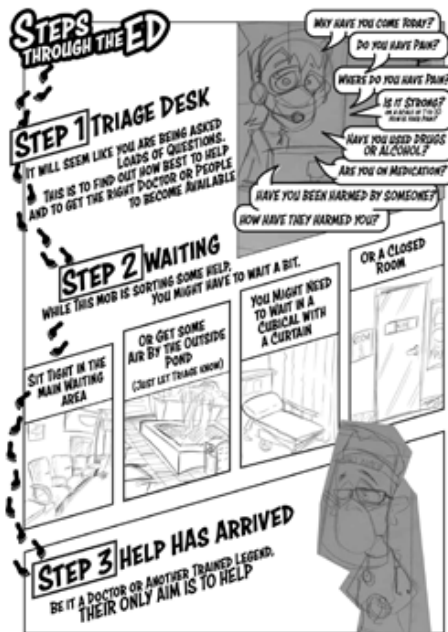 STEPS
THROUGH THE ED
WHY HAVE YOU COME TODAY?
DO YOU HAVE PAIN?
WHERE DO YOU HAVE PAIN?
IS IT STRONG?
HAVE YOU USED DRUGS
OR ALCOHOL?
ARE YOU ON MEDICATION?
HAVE YOU BEEN HARMED BY SOMEONE?
HOW HAVE THEY HARMED YOU?
STEP 1 TRIAGE DESK
IT WILL SEEM LIKE YOU ARE BEING ASKED
LOADS OF QUESTIONS.
THIS IS TO FIND OUT HOW BEST TO HELP
AND TO GET THE RIGHT DOCTOR OR PEOPLE
TO BECOME AVAILABLE
STEP 2 WAITING
WHILE THIS MOB IS SORTING SOME HELP,
YOU MIGHT HAVE TO WAIT A BIT.
SIT TIGHT IN THE
MAIN WAITING
AREA
OR GET SOME
AIR BY THE OUTSIDE
POND
(JUST LET TRIAGE KNOW)
YOU MIGHT NEED
TO WAIT IN A
CUBICAL WITH
A CURTAIN
OR A CLOSED
ROOM
STEP 3 HELP HAS ARRIVED
BE IT A DOCTOR OR ANOTHER TRAINED LEGEND,
THEIR ONLY AIM IS TO HELP